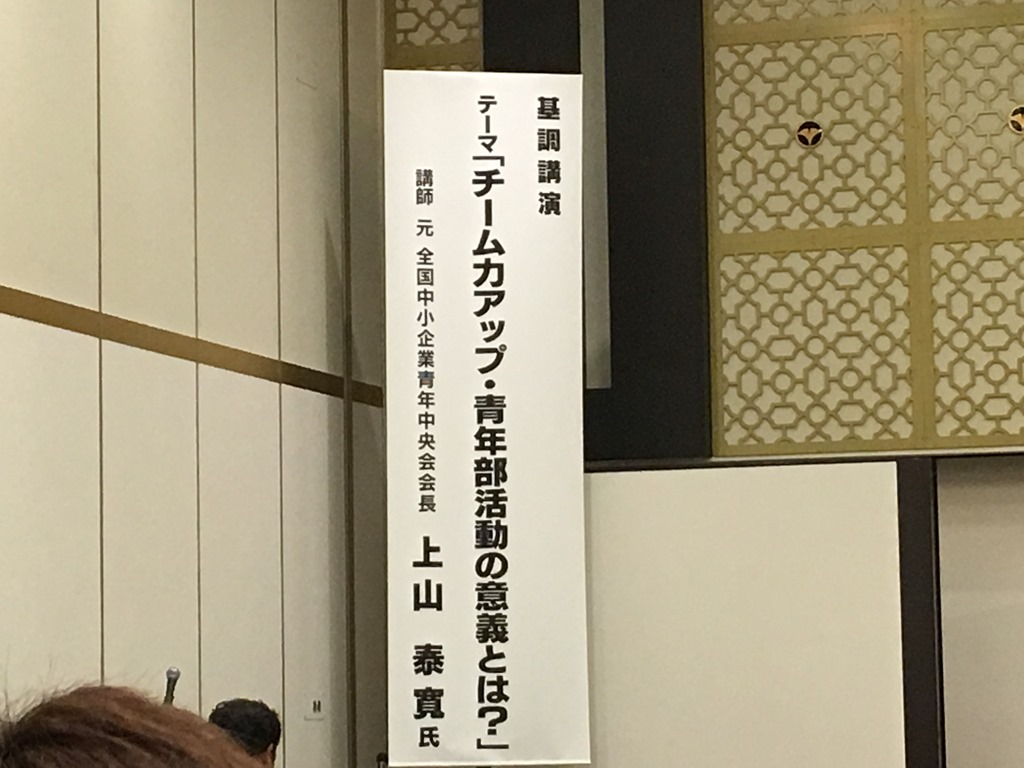 基調講演
テーマ「チーム力アップ・青年部活動の意義とは？」
講師 元 全国中小企業青年中央会会長 上山 泰寛氏